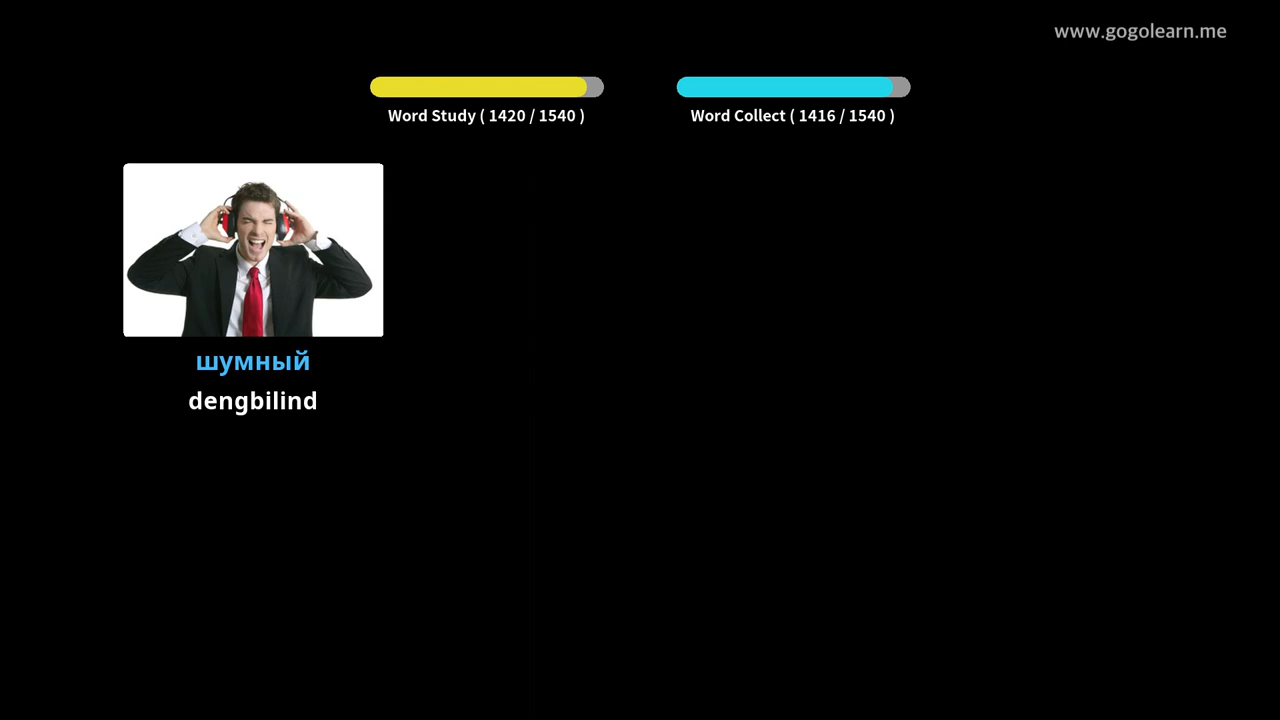 www.gogolearn.me
Word Study ( 1420 / 1540 )
Word Collect ( 1416 / 1540 )
шумный
dengbilind